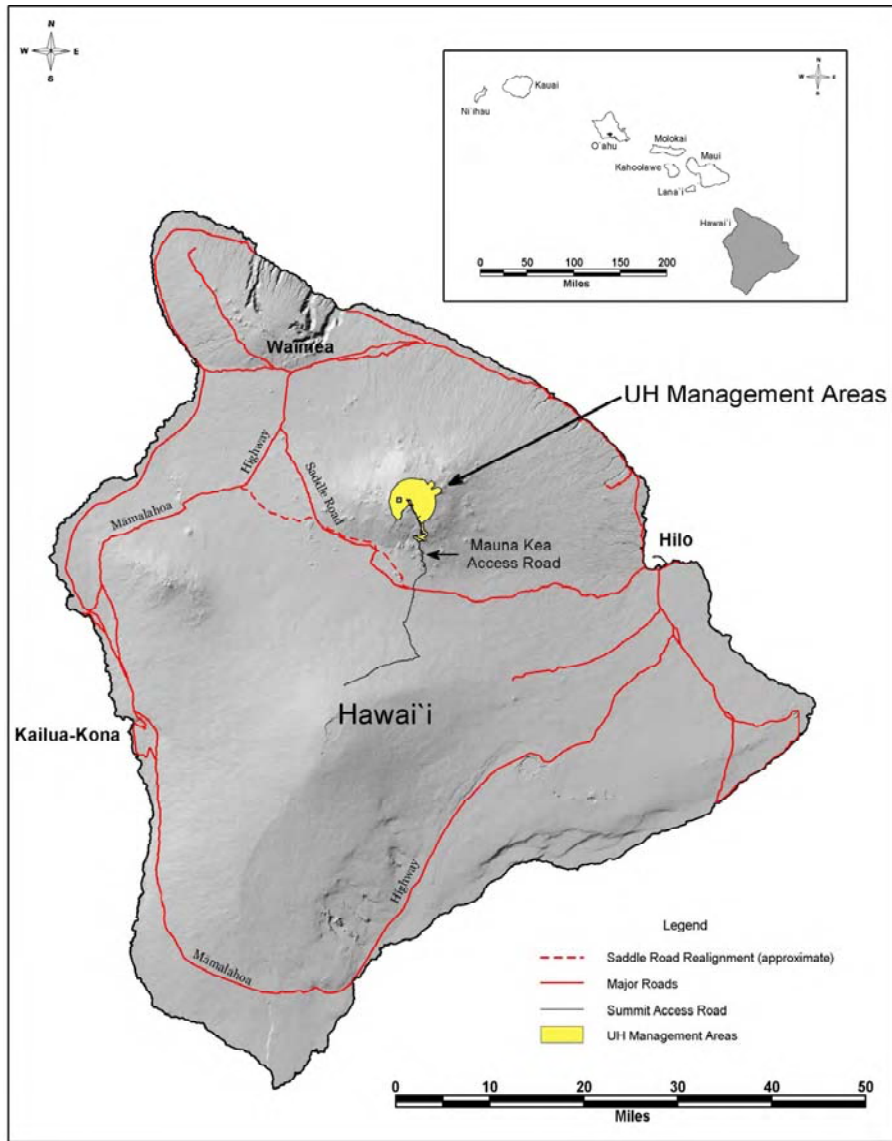 N
W
E
S
N
W
E
S
Kauai
Ni`ihau
O`ahu
Molokai
Maui
Kahoolawe
Lana`i
Hawai`i
0 50 100 150 200
Miles
Waimea
UH Management Areas
Highway
Saddle Road
Mamalahoa
Mauna Kea
Access Road
Hilo
Hawai`i
Kailua-Kona
Highway
Mamalahoa
Legend
Saddle Road Realignment (approximate)
Major Roads
Summit Access Road
UH Management Areas
0 10 20 30 40 50
Miles